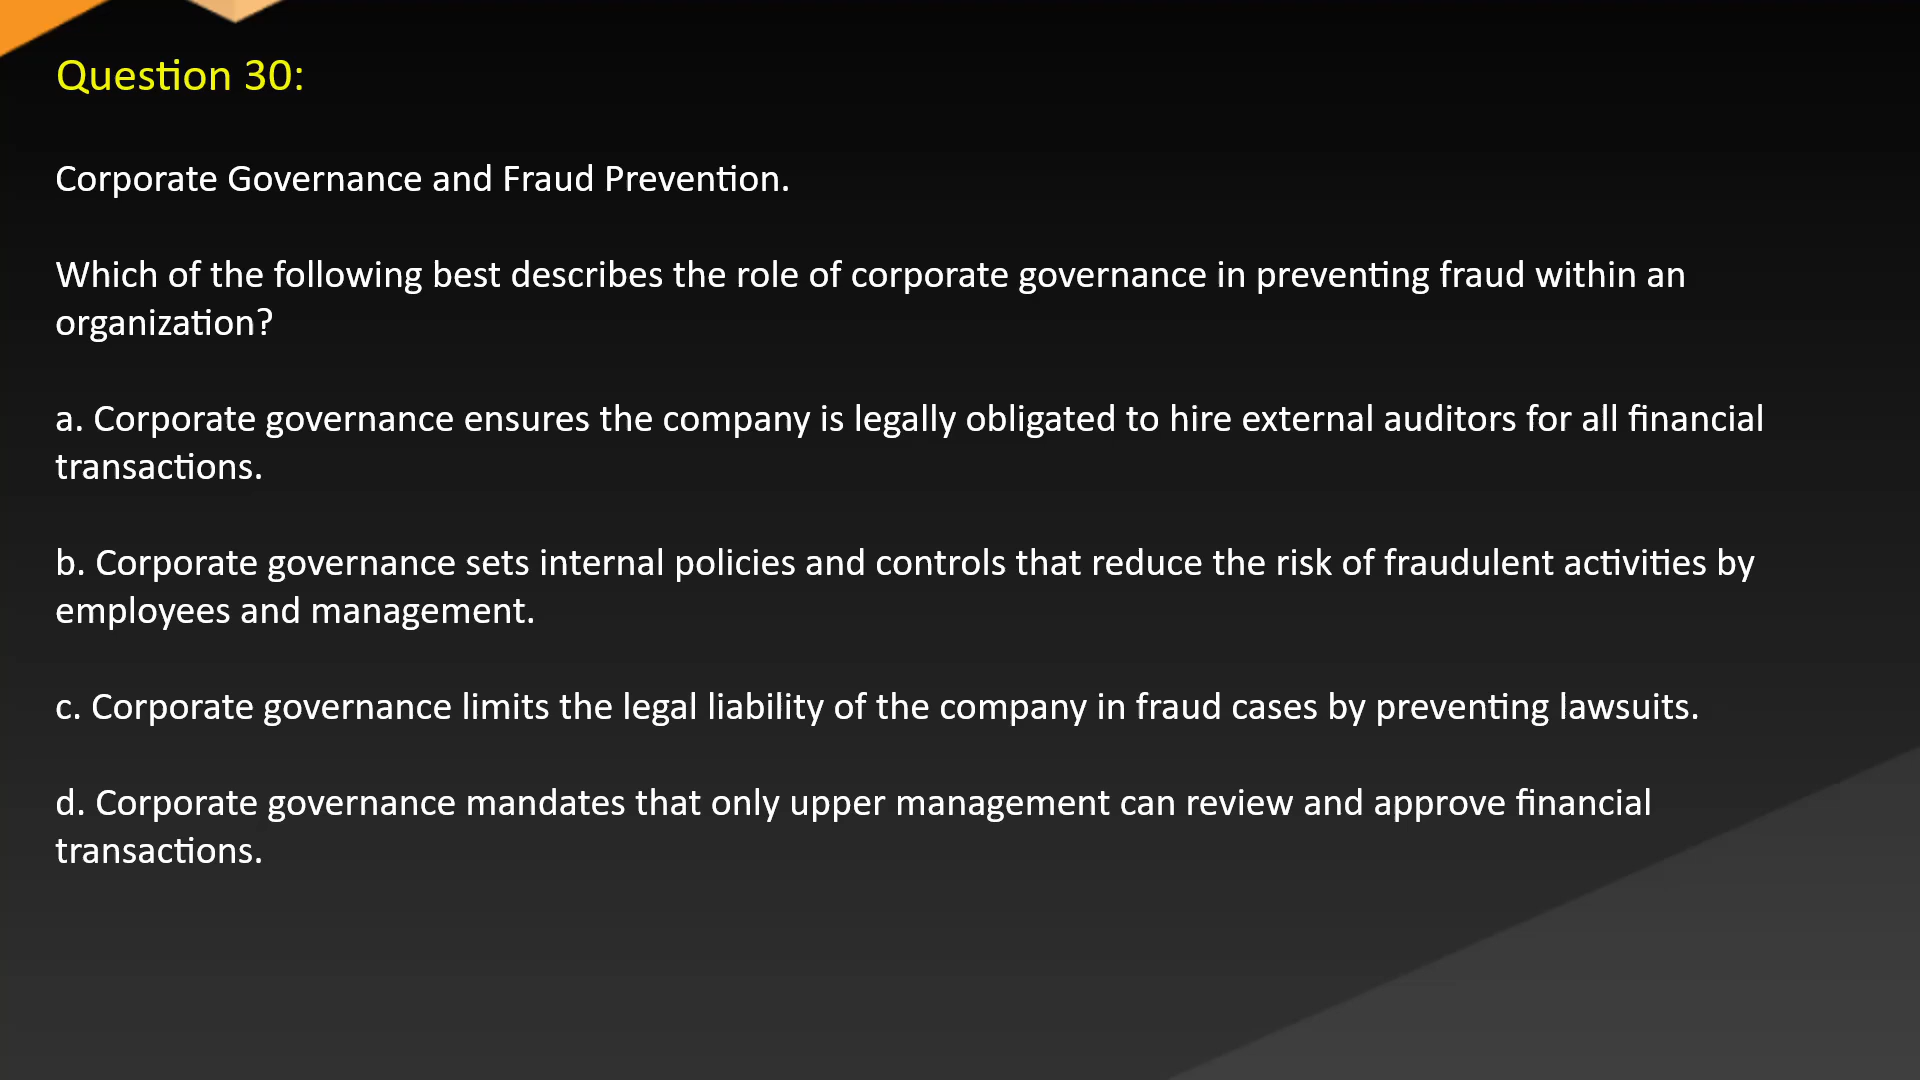 Question 30:
Corporate Governance and Fraud Prevention.
Which of the following best describes the role of corporate governance in preventing fraud within an
organization?
a. Corporate governance ensures the company is legally obligated to hire external auditors for all financial
transactions.
b. Corporate governance sets internal policies and controls that reduce the risk of fraudulent activities by
employees and management.
c. Corporate governance limits the legal liability of the company in fraud cases by preventing lawsuits.
d. Corporate governance mandates that only upper management can review and approve financial
transactions.